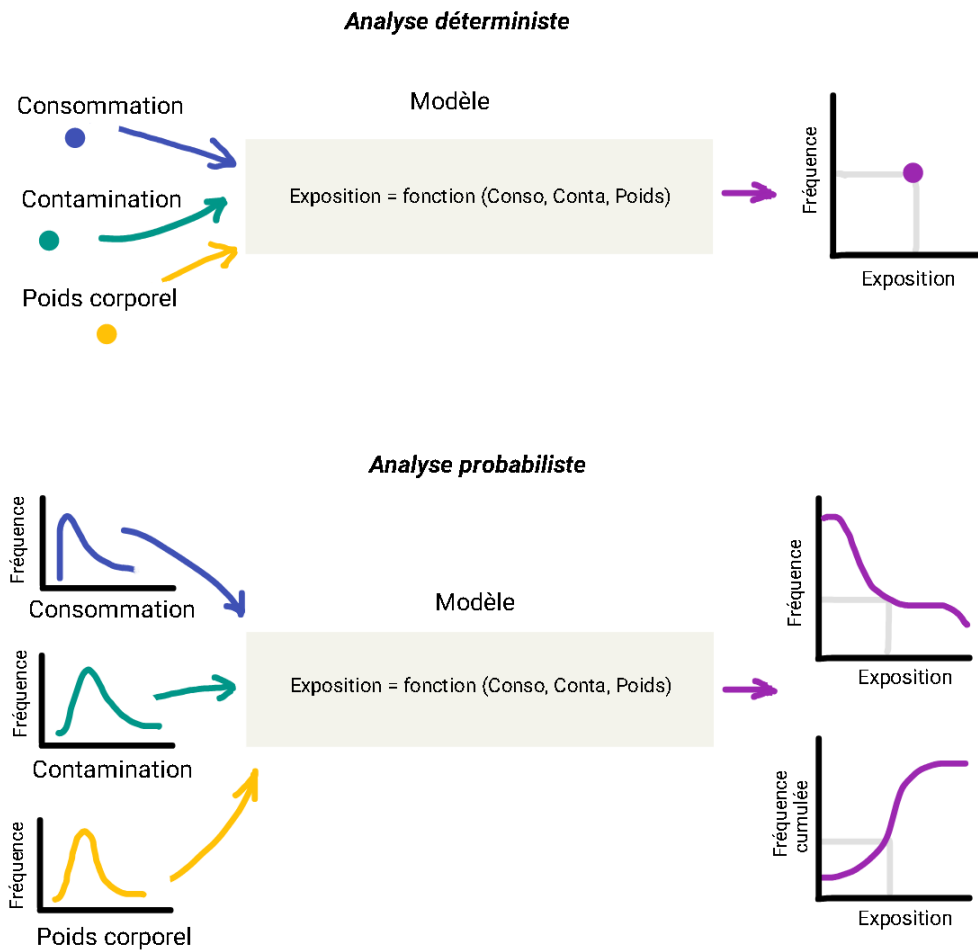 Analyse déterministe
Consommation
Modèle
Contamination
Exposition = fonction (Conso, Conta, Poids)
Fréquence
Poids corporel
Exposition
Analyse probabiliste
Fréquence
Consommation
Modèle
Fréquence
Exposition = fonction (Conso, Conta, Poids)
Exposition
Fréquence
Contamination
Fréquence
cumulée
Fréquence
Exposition
Poids corporel